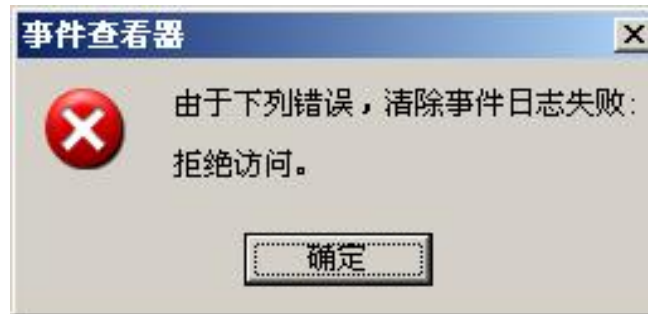 事件查看器
由于下列错误，清除事件日志失败:
拒绝访问。
确定